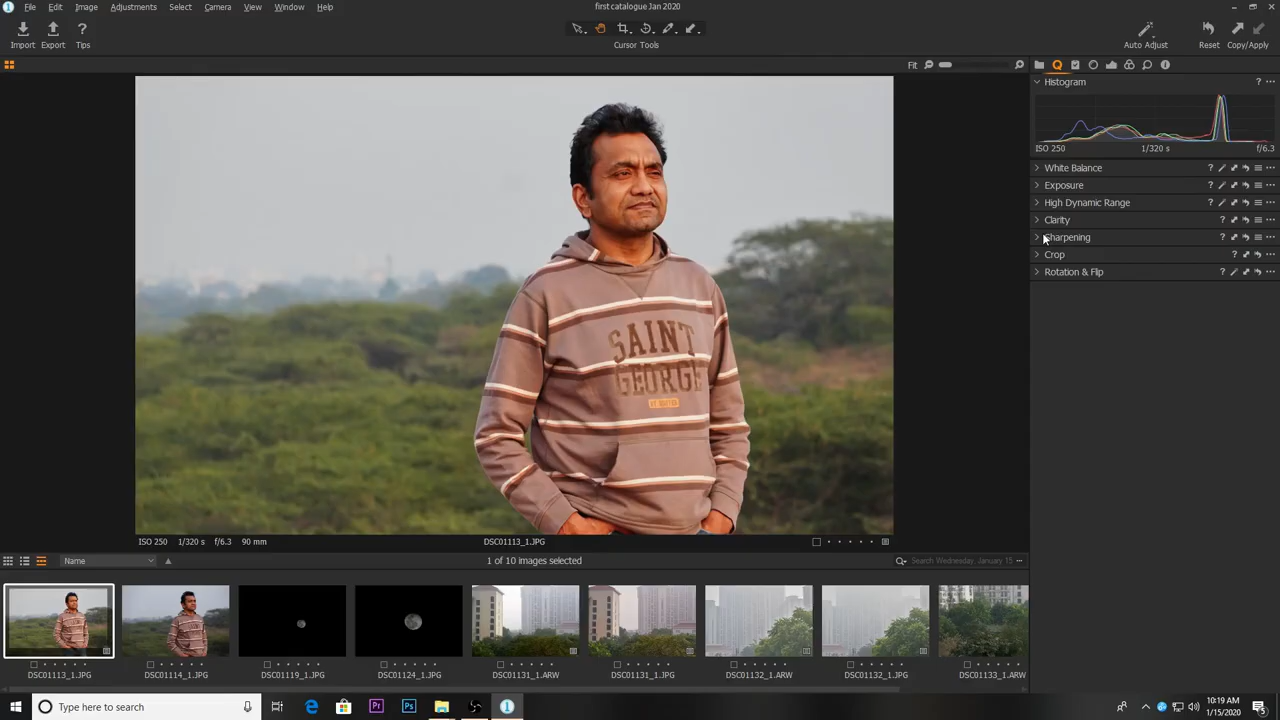 File Edit Image Adjustments Select Camera View Window Help
first catalogue Jan 2020
Import Export Tips
Cursor Tools
Auto Adjust Reset Copy/Apply
Fit
Histogram
ISO 250 1/320 s f/6.3
White Balance
Exposure
High Dynamic Range
Clarity
Sharpening
Crop
Rotation & Flip
SAINT
GEORGE
ISO 250 1/320 s f/6.3 90 mm
DSC01113_1.JPG
Name
1 of 10 images selected
Search Wednesday, January 15
DSC01113_1.JPG DSC01114_1.JPG DSC01119_1.JPG DSC01124_1.JPG DSC01131_1.ARW DSC01131_1.JPG DSC01132_1.ARW DSC01132_1.JPG DSC01133_1.ARW
Type here to search
10:19 AM
1/15/2020